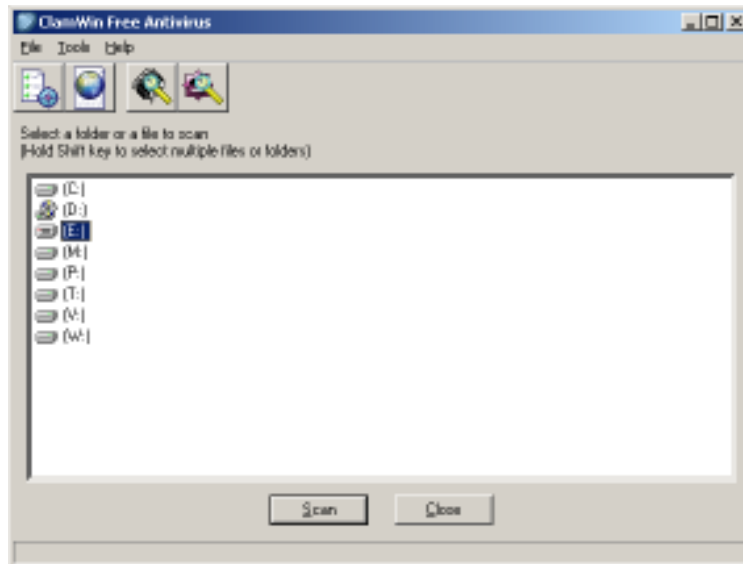 ClamWin Free Antivirus
File Tools Help
Select a folder or a file to scan
(Hold Shift key to select multiple files or folders)
(C:)
(D:)
(E:)
(M:)
(P:)
(T:)
(V:)
(W:)
Scan Close